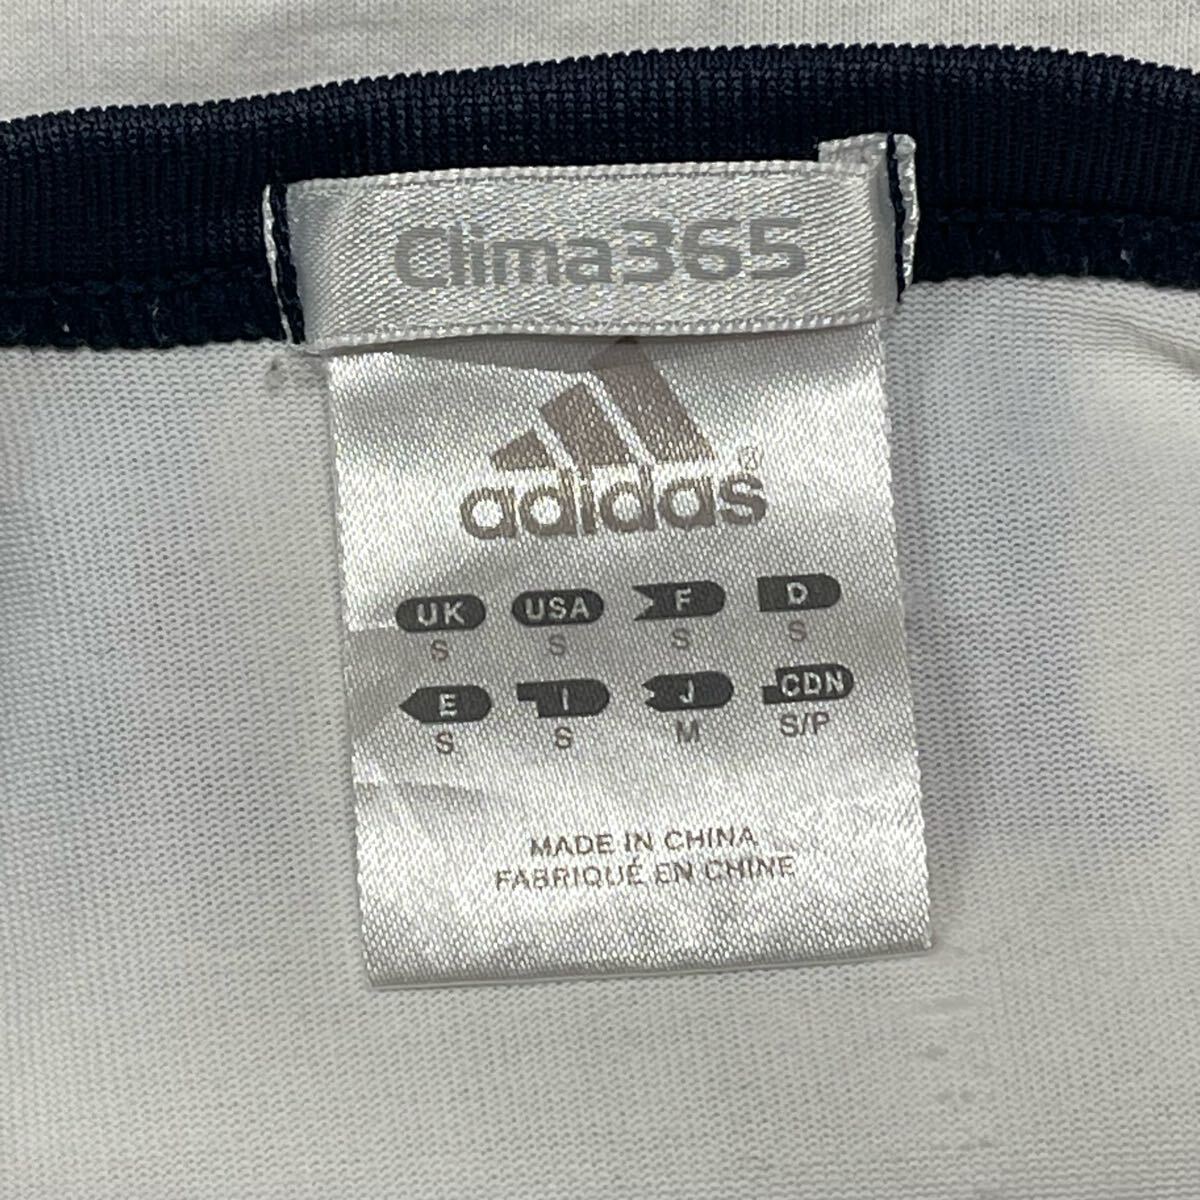 Clima365
adidas®
UK USA F D
S S S S
E I J CDN
S S M S/P
MADE IN CHINA
FABRIQUÉ EN CHINE